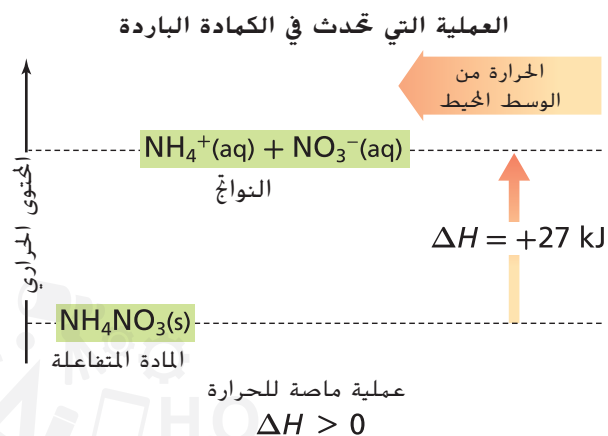 العملية التي تحدث في الكمادة الباردة
الحرارة من
الوسط المحيط
المحتوى الحراري
NH₄⁺(aq) + NO₃⁻(aq)
النواتج
ΔH = +27 kJ
NH₄NO₃(s)
المادة المتفاعلة
عملية ماصة للحرارة
ΔH > 0